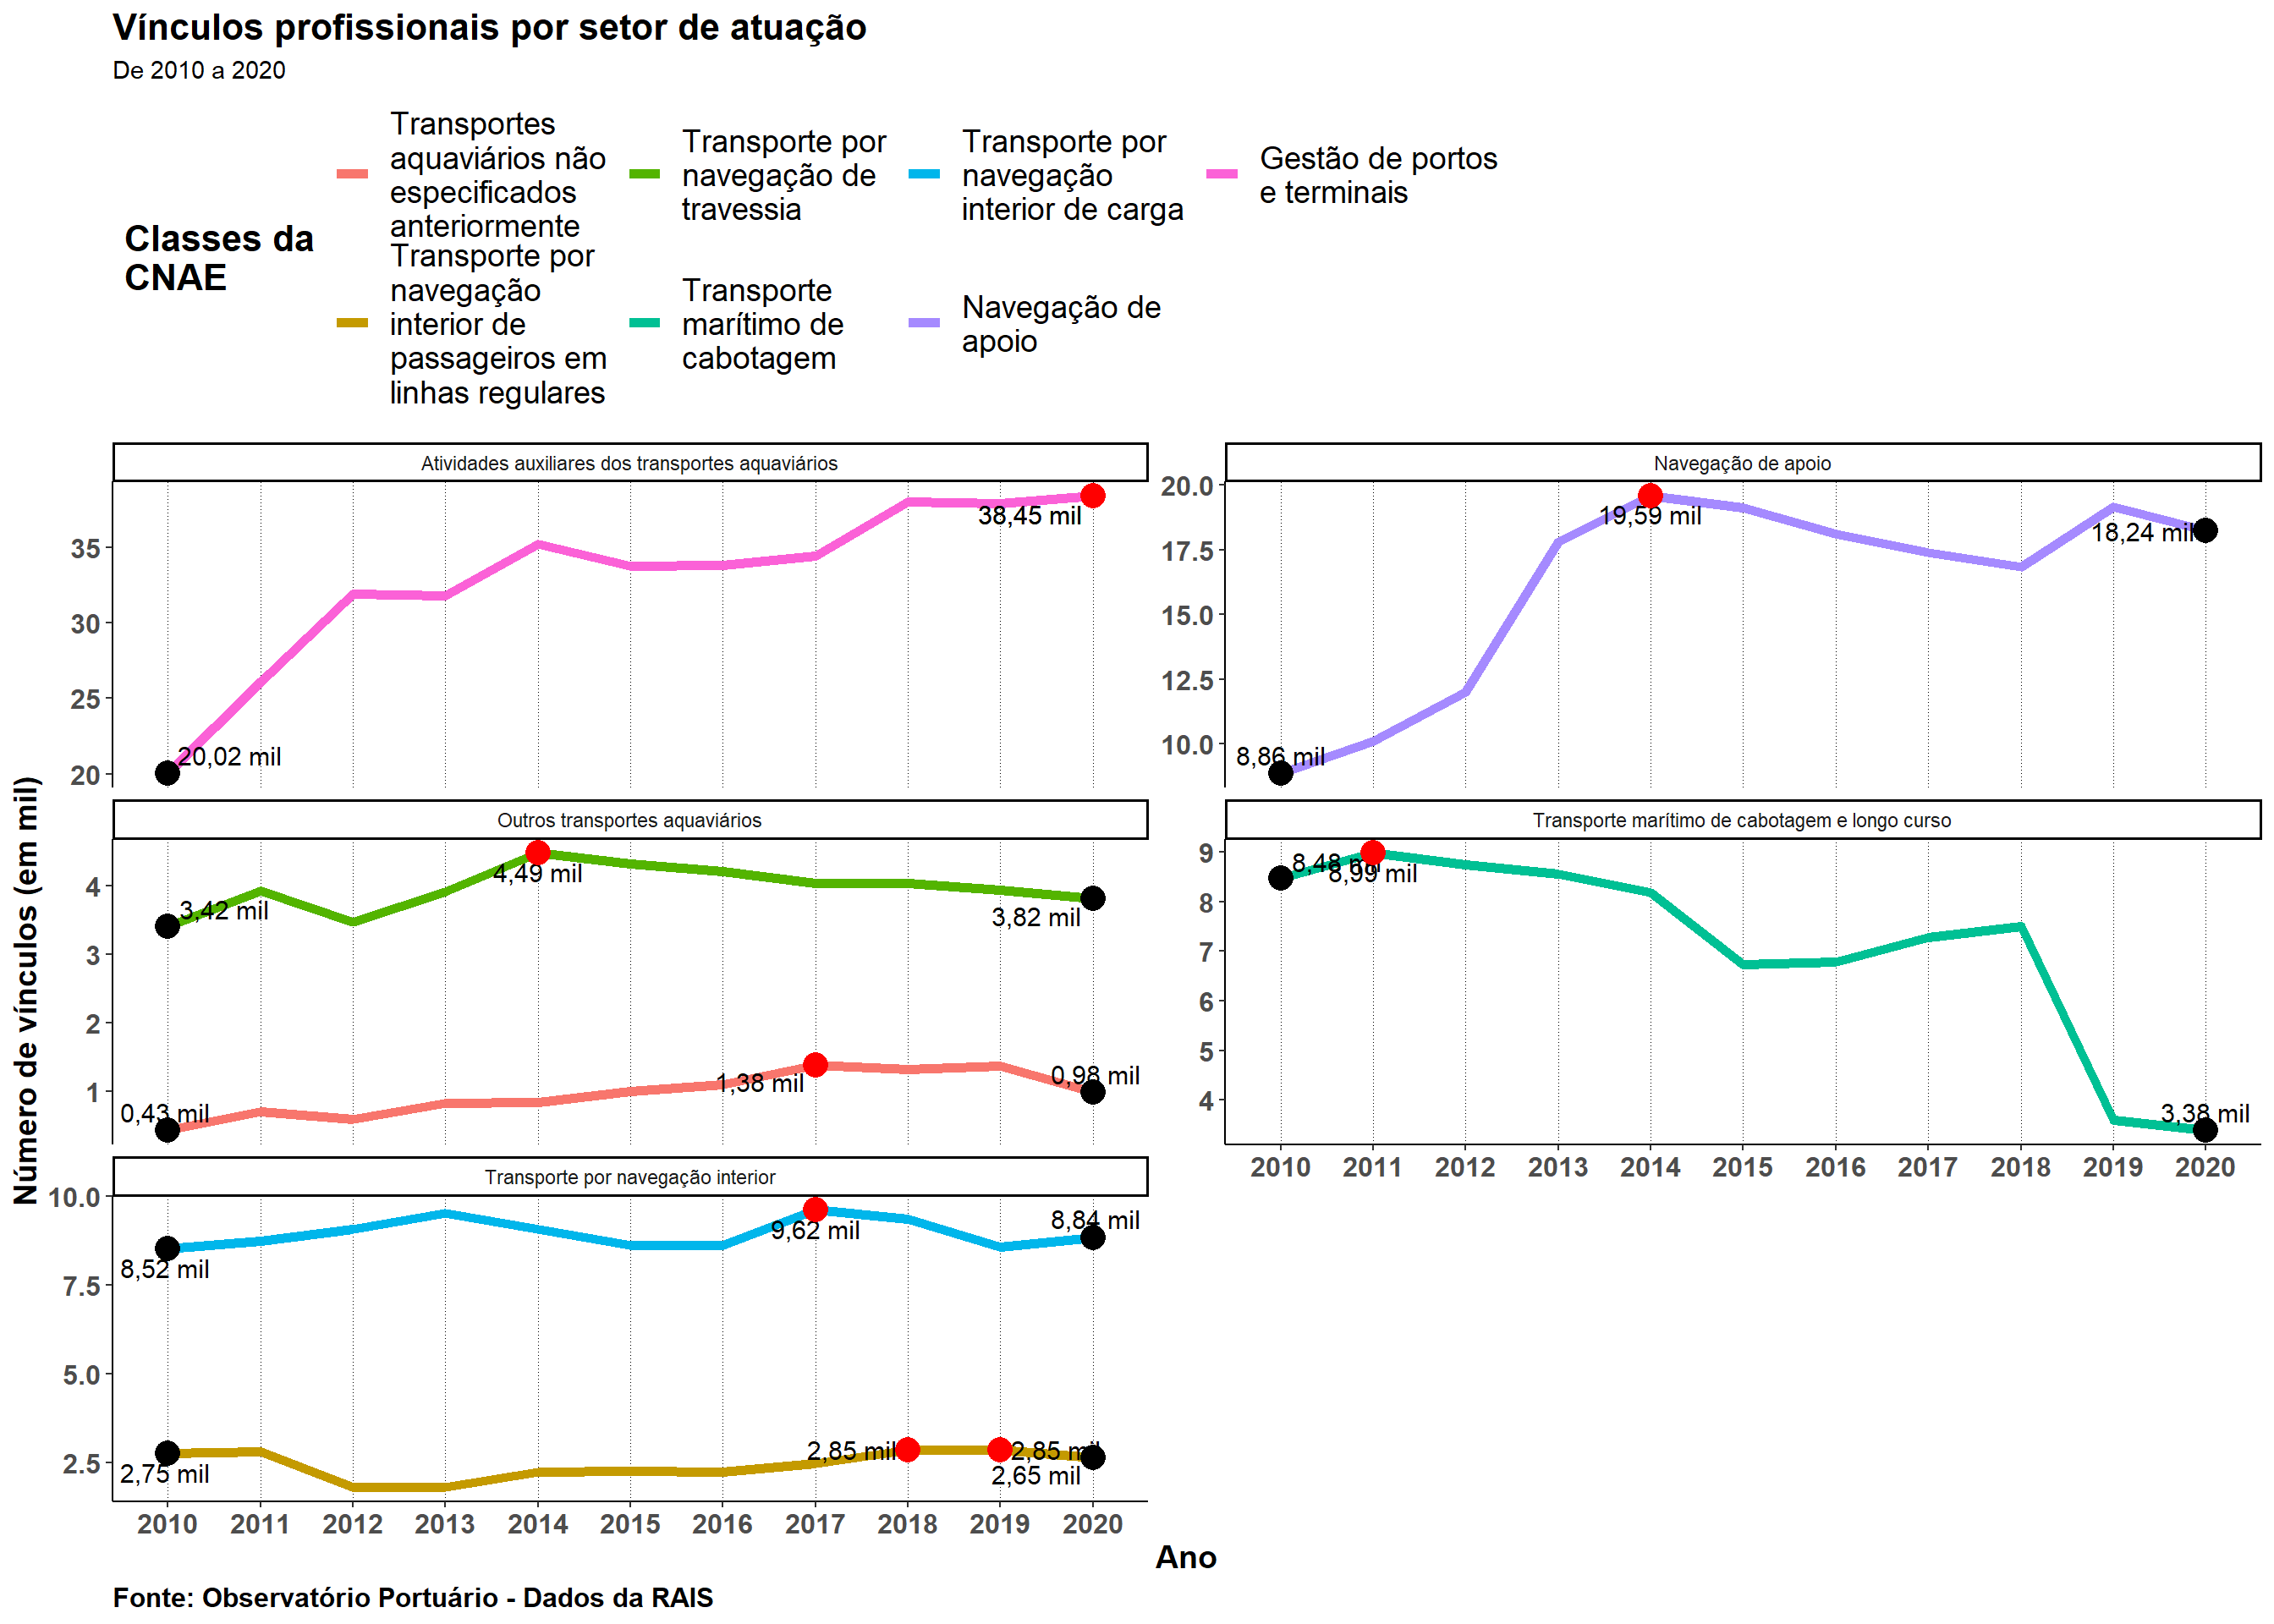 Vínculos profissionais por setor de atuação
De 2010 a 2020
Classes da
CNAE
Transportes
aquaviários não
especificados
anteriormente
Transporte por
navegação
interior de
passageiros em
linhas regulares
Transporte por
navegação de
travessia
Transporte
marítimo de
cabotagem
Transporte por
navegação
interior de carga
Navegação de
apoio
Gestão de portos
e terminais
Número de vínculos (em mil)
Atividades auxiliares dos transportes aquaviários
35
30
25
20
20,02 mil
38,45 mil
Navegação de apoio
20.0
17.5
15.0
12.5
10.0
8,86 mil
19,59 mil
18,24 mil
Outros transportes aquaviários
4
3
2
1
3,42 mil
4,49 mil
3,82 mil
0,43 mil
1,38 mil
0,98 mil
Transporte marítimo de cabotagem e longo curso
9
8
7
6
5
4
8,48 mil
8,99 mil
3,38 mil
2010 2011 2012 2013 2014 2015 2016 2017 2018 2019 2020
Transporte por navegação interior
10.0
7.5
5.0
2.5
8,52 mil
9,62 mil
8,84 mil
2,75 mil
2,85 mil
2,85 mil
2,65 mil
2010 2011 2012 2013 2014 2015 2016 2017 2018 2019 2020
Ano
Fonte: Observatório Portuário - Dados da RAIS